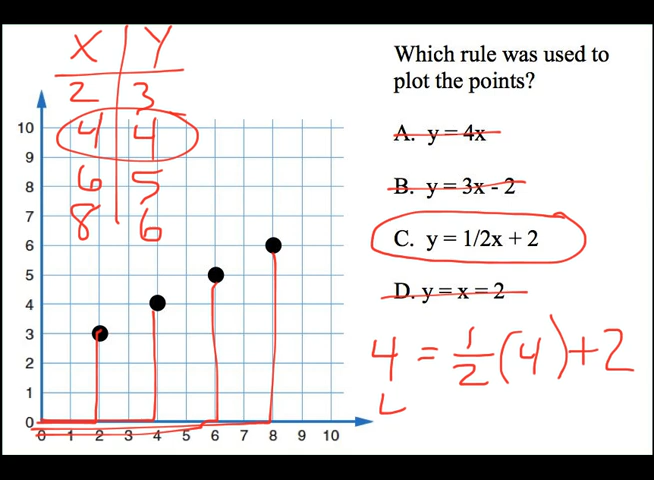 X Y
2 3
4 4
6 5
8 6
10
9
8
7
6
5
4
3
2
1
0
0 1 2 3 4 5 6 7 8 9 10
Which rule was used to
plot the points?
A. y = 4x
B. y = 3x - 2
C. y = 1/2x + 2
D. y = x = 2
4 = 1/2 (4) + 2